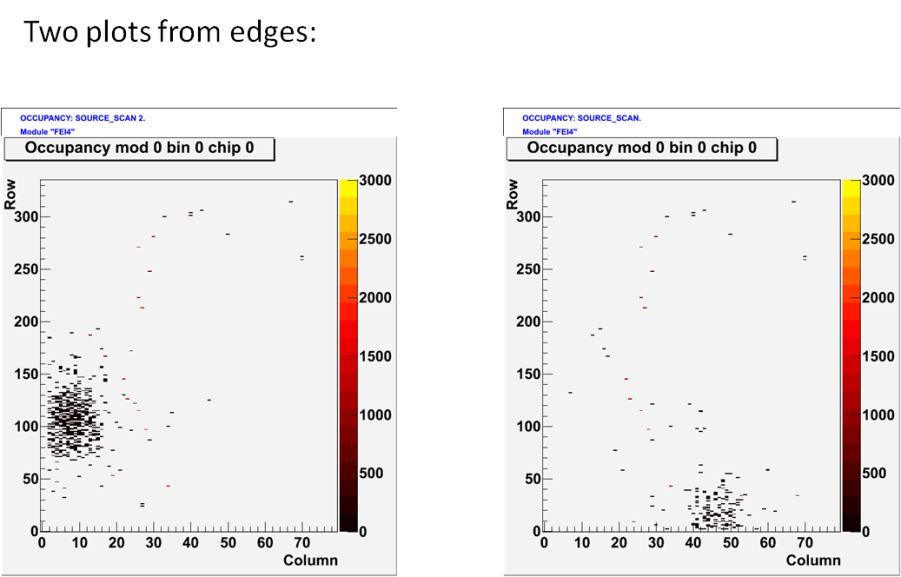 Two plots from edges:
OCCUPANCY: SOURCE_SCAN 2.
Module "FEI4"
Occupancy mod 0 bin 0 chip 0
Row
300
250
200
150
100
50
0
0 10 20 30 40 50 60 70
Column
3000
2500
2000
1500
1000
500
0
OCCUPANCY: SOURCE_SCAN.
Module "FEI4"
Occupancy mod 0 bin 0 chip 0
Row
300
250
200
150
100
50
0
0 10 20 30 40 50 60 70
Column
3000
2500
2000
1500
1000
500
0